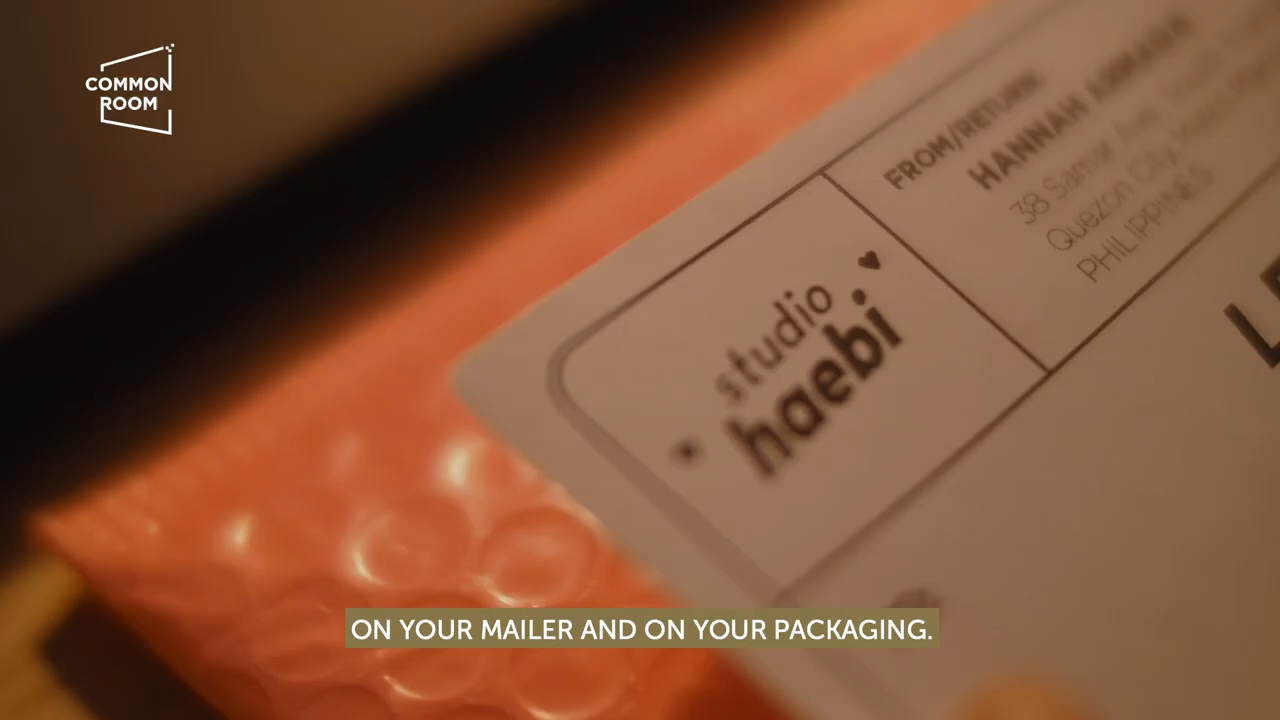 COMMON
ROOM
FROM/RETURN:
HANNAH
38 Samar Ave.
Quezon City,
PHILIPPINES
studio
haebi
ON YOUR MAILER AND ON YOUR PACKAGING.